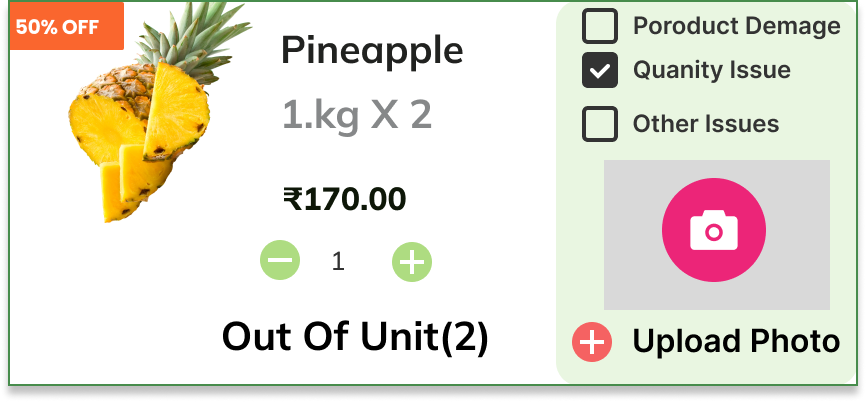 50% OFF
Pineapple
1.kg X 2
₹170.00
1
Out Of Unit(2)
Poroduct Demage
Quanity Issue
Other Issues
Upload Photo